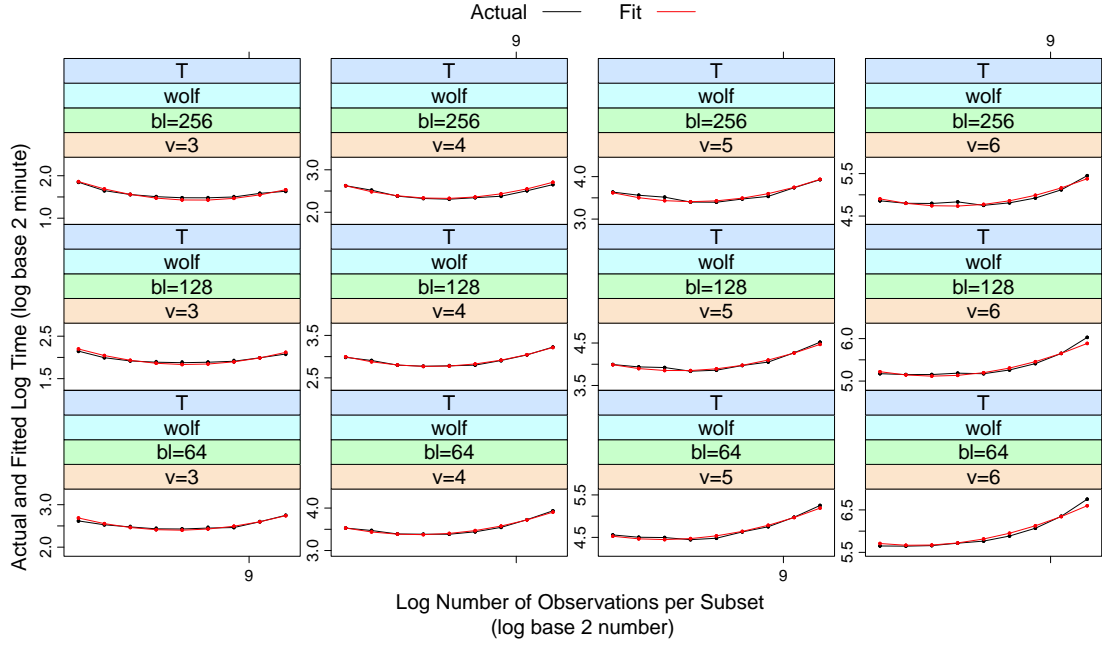 Actual Fit
9 9
T T T T
wolf wolf wolf wolf
bl=256 bl=256 bl=256 bl=256
v=3 v=4 v=5 v=6
2.0 3.0 4.0 5.5
1.0 2.0 3.0 4.5
T T T T
wolf wolf wolf wolf
bl=128 bl=128 bl=128 bl=128
v=3 v=4 v=5 v=6
2.5 3.5 4.5 6.0
1.5 2.5 3.5 5.0
T T T T
wolf wolf wolf wolf
bl=64 bl=64 bl=64 bl=64
v=3 v=4 v=5 v=6
3.0 4.0 5.5 6.5
2.0 3.0 4.5 5.5
9 9
Actual and Fitted Log Time (log base 2 minute)
Log Number of Observations per Subset
(log base 2 number)